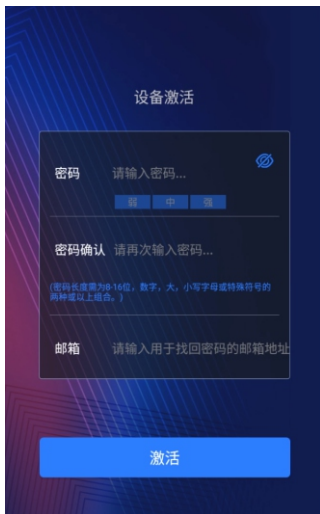 设备激活
密码 请输入密码...
弱 中 强
密码确认 请再次输入密码...
(密码长度需为8-16位，数字，大，小写字母或特殊符号的
两种或以上组合。)
邮箱 请输入用于找回密码的邮箱地址
激活